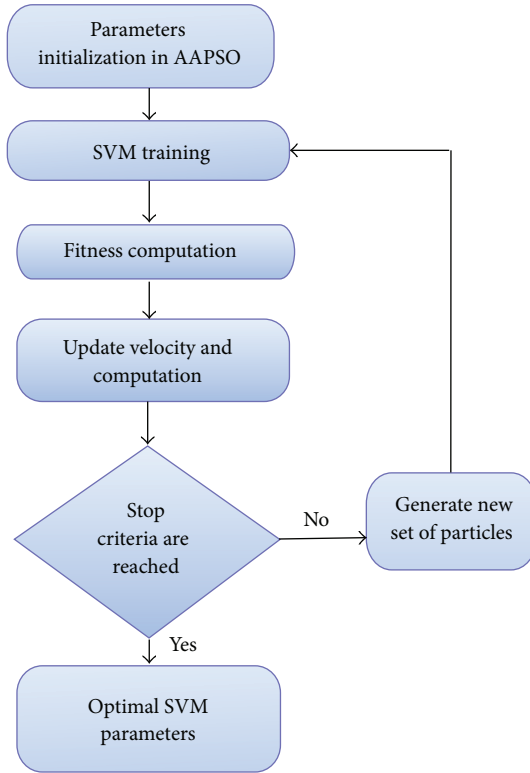 Parameters
initialization in AAPSO
SVM training
Fitness computation
Update velocity and
computation
Stop
criteria are
reached
No
Generate new
set of particles
Yes
Optimal SVM
parameters